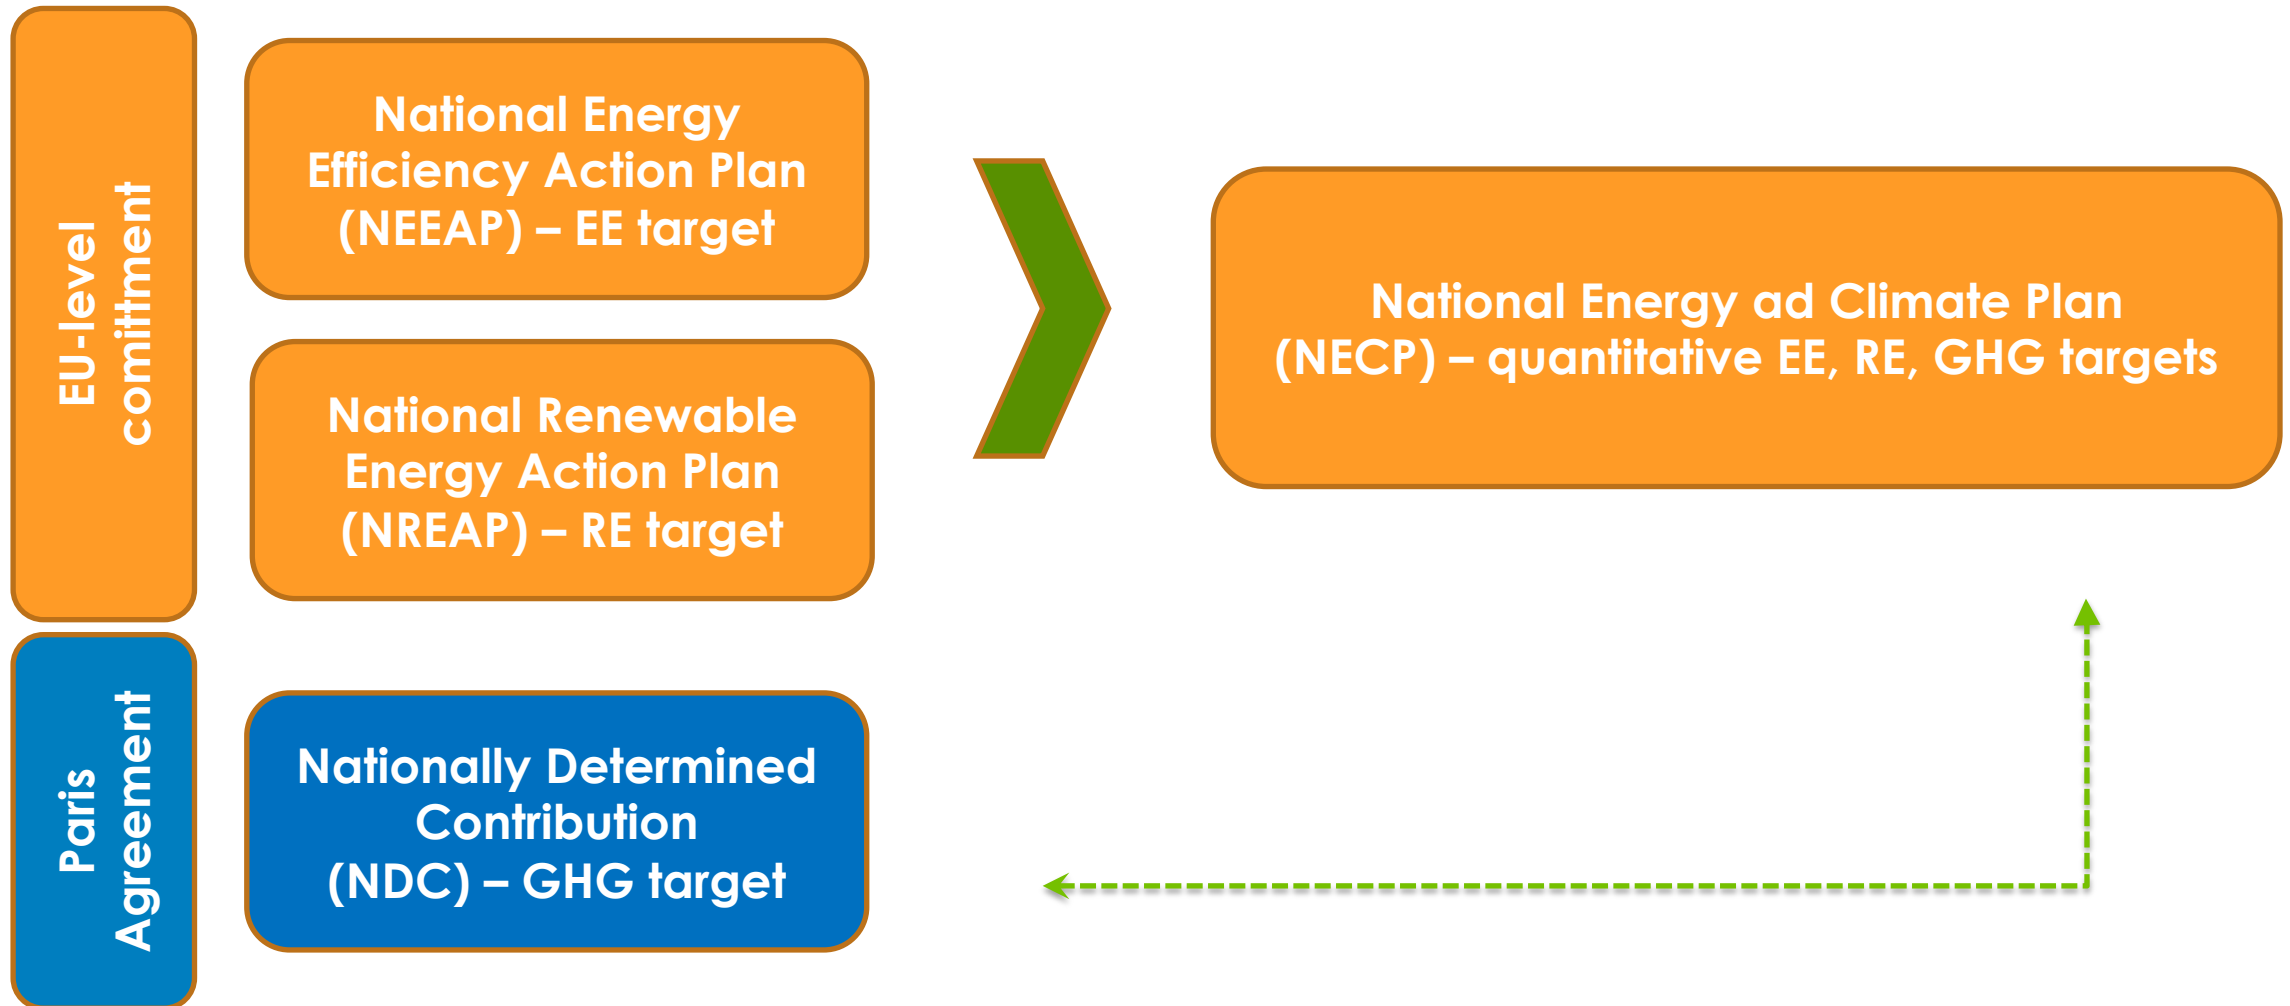 EU-level
comittment
National Energy
Efficiency Action Plan
(NEEAP) – EE target
National Renewable
Energy Action Plan
(NREAP) – RE target
National Energy ad Climate Plan
(NECP) – quantitative EE, RE, GHG targets
Paris
Agreement
Nationally Determined
Contribution
(NDC) – GHG target